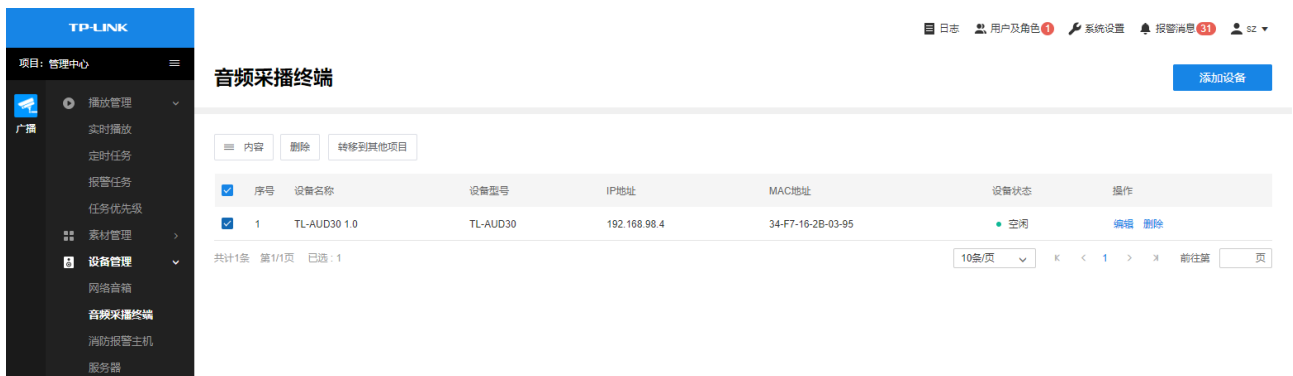 TP-LINK
日志 用户及角色 1 系统设置 报警消息 31 sz
项目: 管理中心
音频采播终端
添加设备
广播
播放管理
实时播放
定时任务
报警任务
任务优先级
素材管理
设备管理
网络音箱
音频采播终端
消防报警主机
服务器
内容 删除 转移到其他项目
序号 设备名称 设备型号 IP地址 MAC地址 设备状态 操作
1 TL-AUD30 1.0 TL-AUD30 192.168.98.4 34-F7-16-2B-03-95 空闲 编辑 删除
共计1条 第1/1页 已选 : 1 10条/页 1 前往第 页